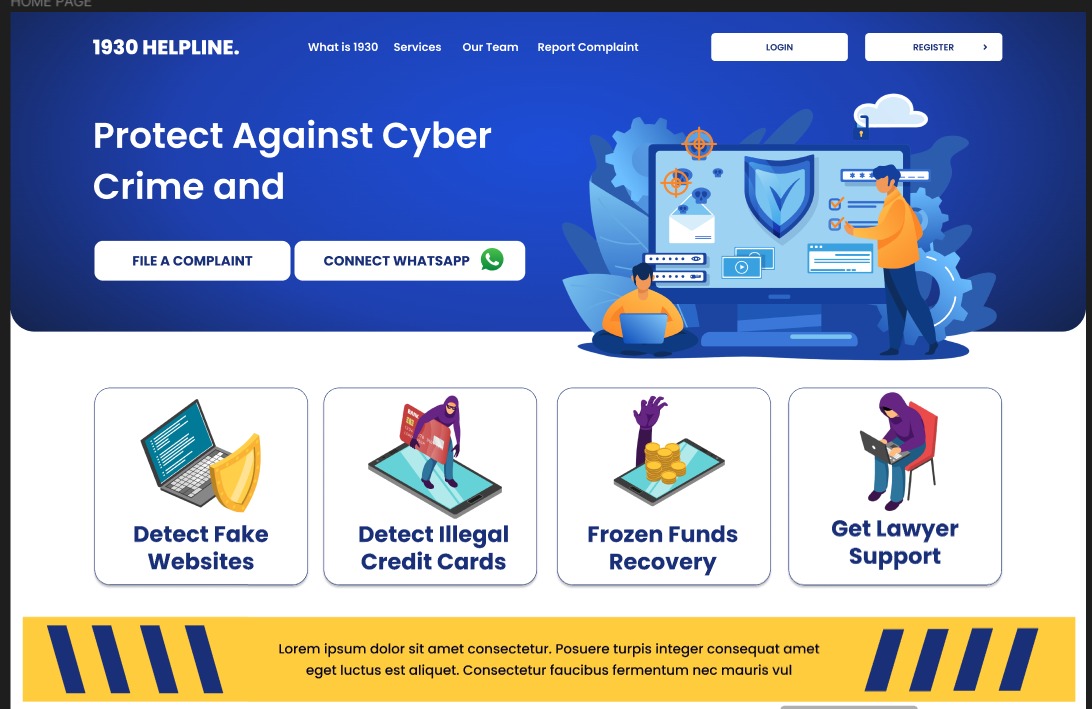 HOME PAGE
1930 HELPLINE.
What is 1930 Services Our Team Report Complaint
LOGIN
REGISTER >
Protect Against Cyber
Crime and
FILE A COMPLAINT
CONNECT WHATSAPP
Detect Fake
Websites
Detect Illegal
Credit Cards
Frozen Funds
Recovery
Get Lawyer
Support
Lorem ipsum dolor sit amet consectetur. Posuere turpis integer consequat amet
eget luctus est aliquet. Consectetur faucibus fermentum nec mauris vul